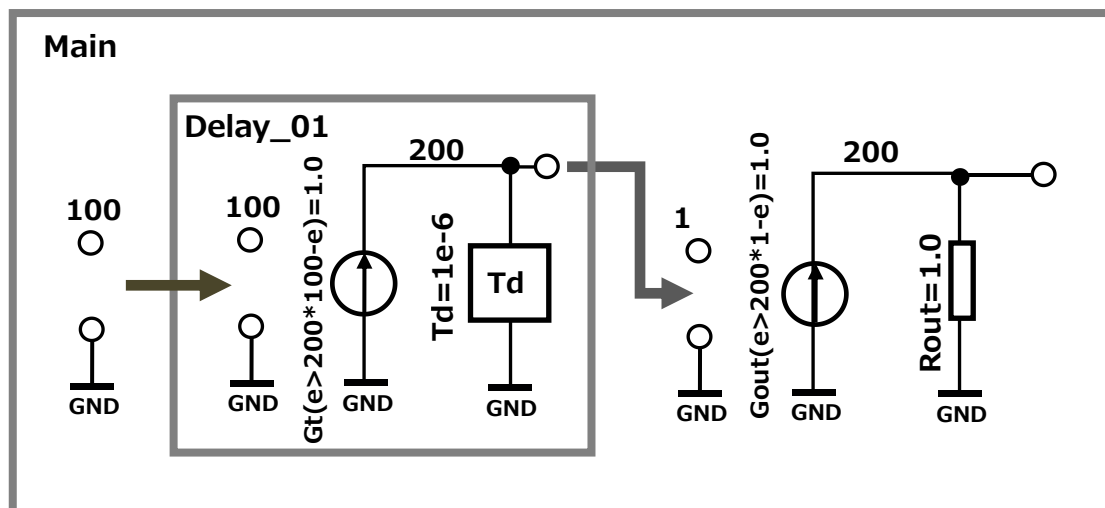 Main
Delay_01
100
GND
100
GND
Gt(e>200*100-e)=1.0
GND
200
Td=1e-6
Td
GND
1
GND
Gout(e>200*1-e)=1.0
GND
200
Rout=1.0
GND